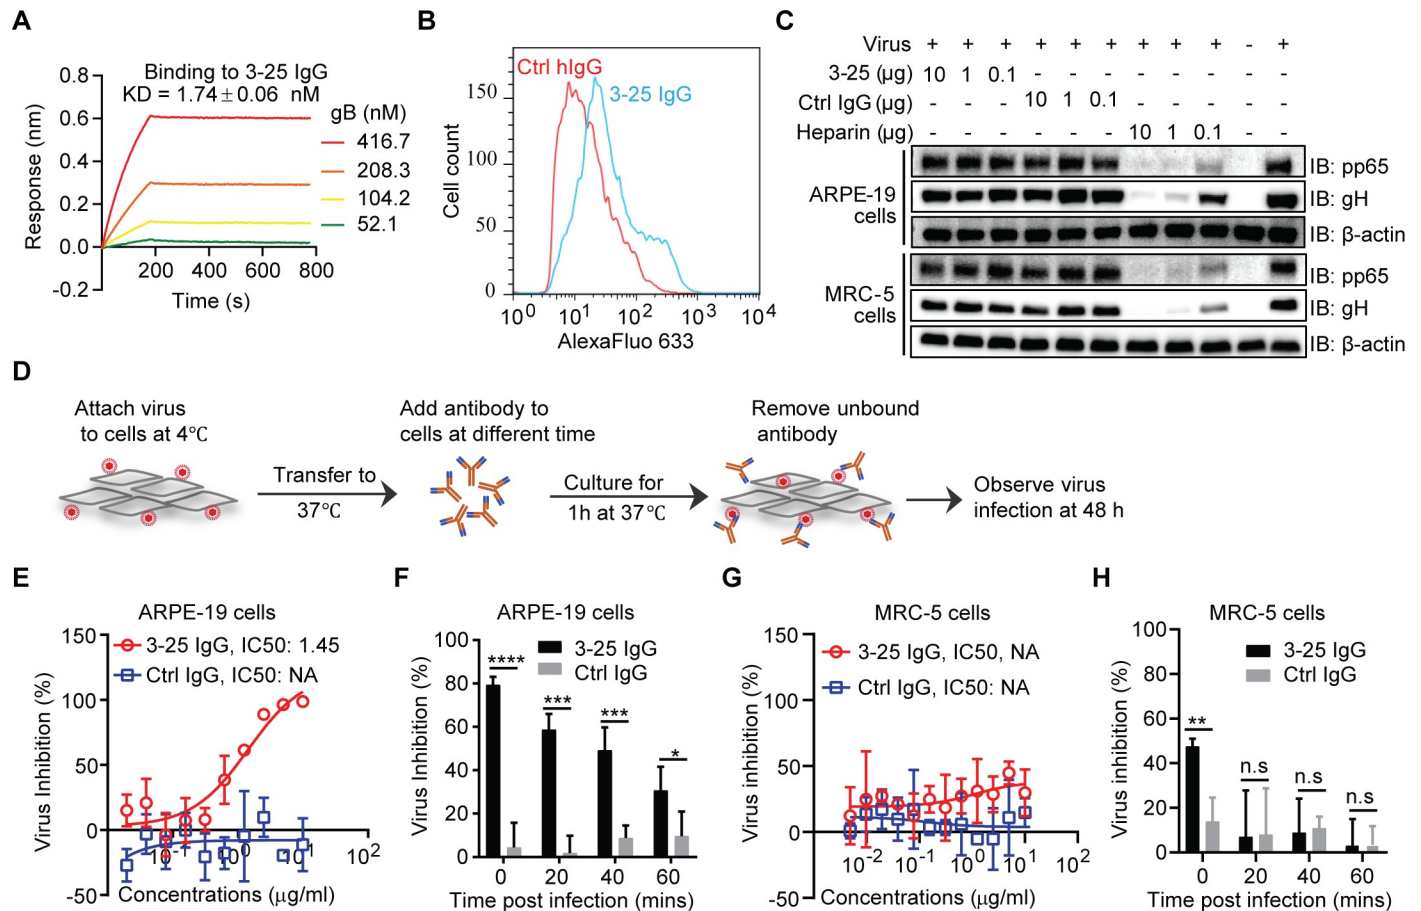 A
Binding to 3-25 IgG
KD = 1.74 ± 0.06 nM
gB (nM)
416.7
208.3
104.2
52.1
Response (nm)
0.8
0.6
0.4
0.2
0.0
-0.2
200 400 600 800
Time (s)
B
Ctrl hIgG
3-25 IgG
Cell count
150
100
50
0
10^0 10^1 10^2 10^3 10^4
AlexaFluo 633
C
Virus + + + + + + + + + - +
3-25 (µg) 10 1 0.1 - - - - - - - -
Ctrl IgG (µg) - - - 10 1 0.1 - - - - -
Heparin (µg) - - - - - - 10 1 0.1 - -
ARPE-19
cells
IB: pp65
IB: gH
IB: β-actin
MRC-5
cells
IB: pp65
IB: gH
IB: β-actin
D
Attach virus
to cells at 4℃
Transfer to
37℃
Add antibody to
cells at different time
Culture for
1h at 37℃
Remove unbound
antibody
Observe virus
infection at 48 h
E
ARPE-19 cells
3-25 IgG, IC50: 1.45
Ctrl IgG, IC50: NA
Virus Inhibition (%)
150
100
50
0
-50
10^-1 10^0 10^1 10^2
Concentrations (µg/ml)
F
ARPE-19 cells
3-25 IgG
Ctrl IgG
Virus Inhibition (%)
100
80
60
40
20
0
****
***
***
*
0 20 40 60
Time post infection (mins)
G
MRC-5 cells
3-25 IgG, IC50, NA
Ctrl IgG, IC50: NA
Virus inhibition (%)
150
100
50
0
-50
10^-2 10^-1 10^0 10^1 10^2
Concentrations (µg/ml)
H
MRC-5 cells
3-25 IgG
Ctrl IgG
Virus inhibition (%)
100
80
60
40
20
0
**
n.s
n.s
n.s
0 20 40 60
Time post infection (mins)